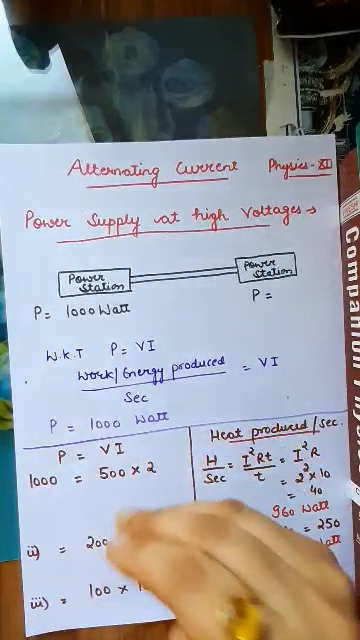 Alternating Current Physics-XII
Power Supply at high Voltages →
Power Station
Power Station
P = 1000 Watt
P =
W.K.T P = VI
Work/Energy produced / Sec = VI
P = 1000 Watt
P = VI
1000 = 500 × 2
ii) = 200
iii) = 100 ×
Heat produced/sec.
H/Sec = I²Rt/t = I²R
= 2² × 10
= 40
960 Watt
= 250
Companion